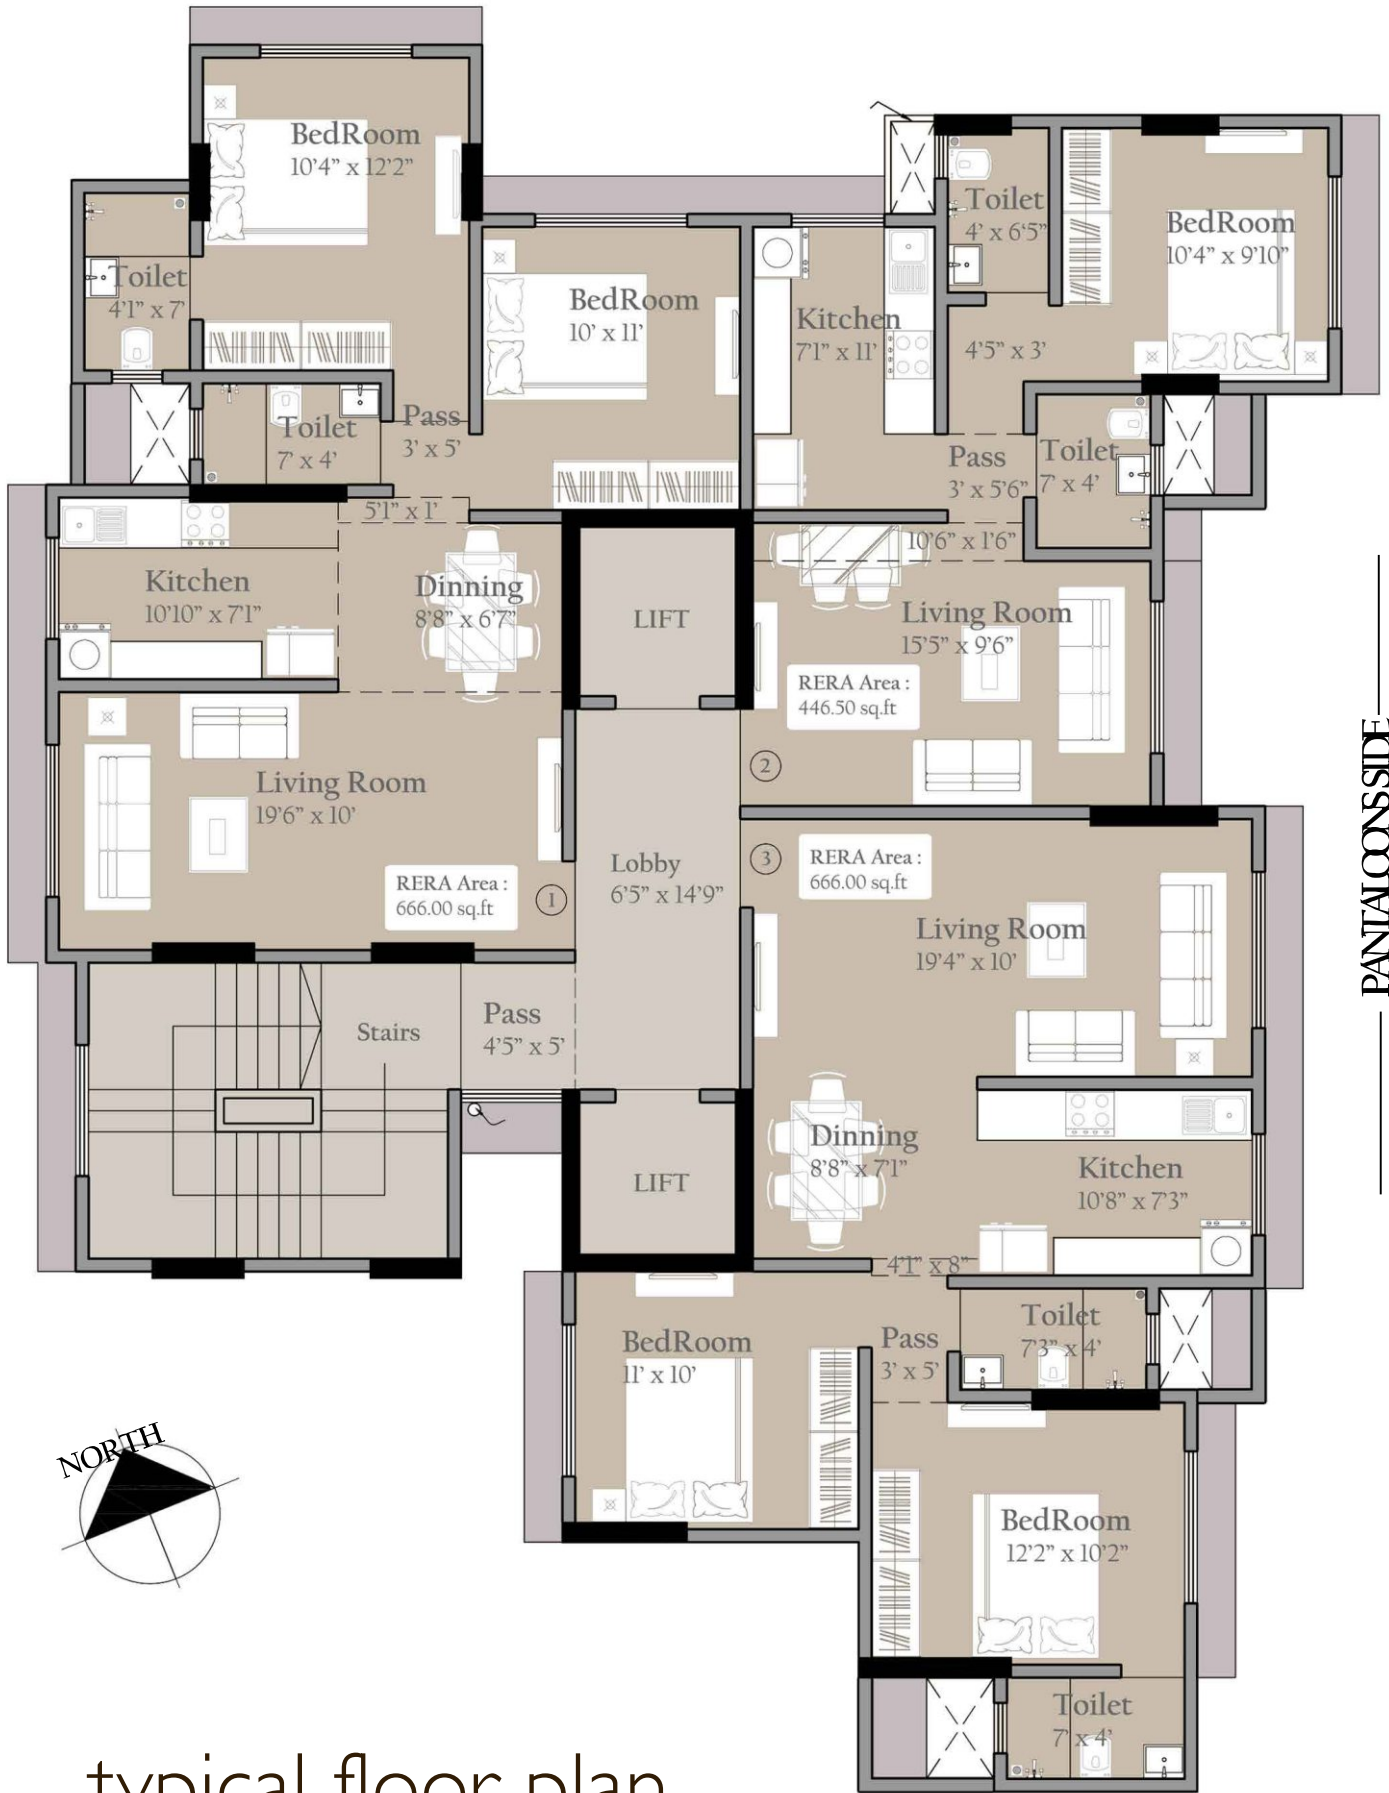 BedRoom
10'4" x 12'2"
Toilet
4'1" x 7'
BedRoom
10' x 11'
Kitchen
7'1" x 11'
Toilet
4' x 6'5"
BedRoom
10'4" x 9'10"
4'5" x 3'
Toilet
7' x 4'
Pass
3' x 5'
Pass
3' x 5'6"
Toilet
7' x 4'
5'1" x 1'
10'6" x 1'6"
Kitchen
10'10" x 7'1"
Dinning
8'8" x 6'7"
LIFT
Living Room
15'5" x 9'6"
RERA Area :
446.50 sq.ft
2
Living Room
19'6" x 10'
RERA Area :
666.00 sq.ft
1
Lobby
6'5" x 14'9"
3
RERA Area :
666.00 sq.ft
Living Room
19'4" x 10'
PANTALOONS SIDE
Stairs
Pass
4'5" x 5'
Dinning
8'8" x 7'1"
Kitchen
10'8" x 7'3"
LIFT
4'1" x 8"
BedRoom
11' x 10'
Pass
3' x 5'
Toilet
7'3" x 4'
NORTH
BedRoom
12'2" x 10'2"
Toilet
7' x 4'
typical floor plan